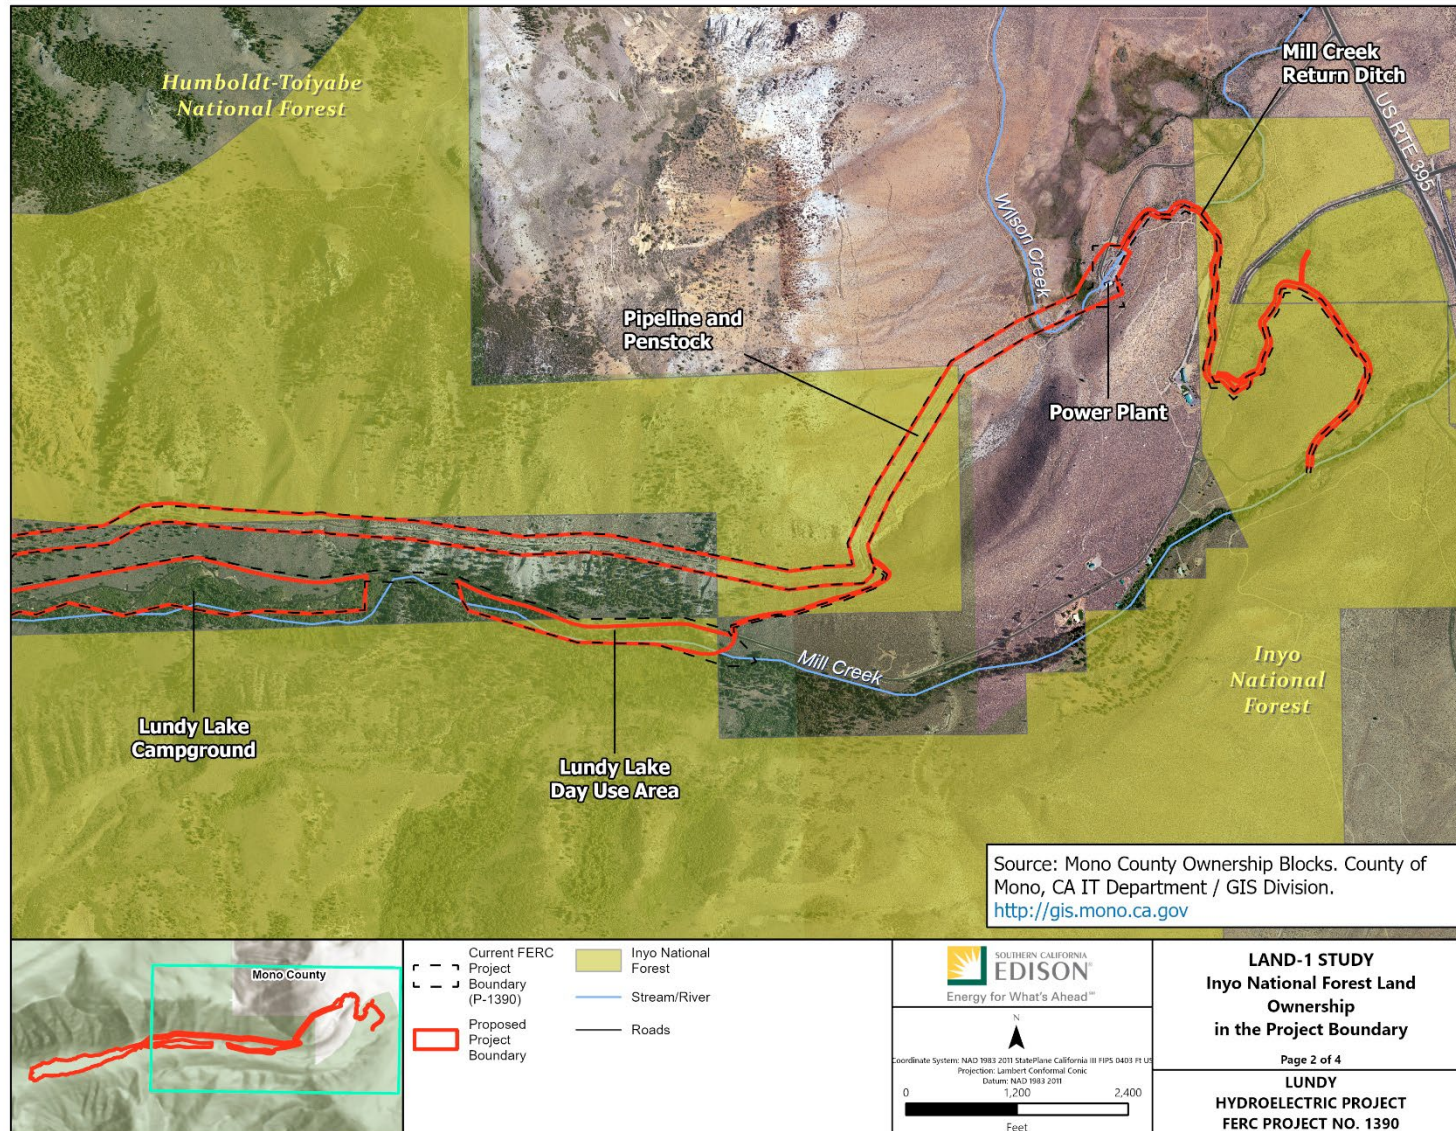 Humboldt-Toiyabe
National Forest
Mill Creek
Return Ditch
US RTE 395
Wilson Creek
Pipeline and
Penstock
Power Plant
Mill Creek
Inyo
National
Forest
Lundy Lake
Campground
Lundy Lake
Day Use Area
Source: Mono County Ownership Blocks. County of
Mono, CA IT Department / GIS Division.
http://gis.mono.ca.gov
Mono County
Current FERC
Project
Boundary
(P-1390)
Proposed
Project
Boundary
Inyo National
Forest
Stream/River
Roads
SOUTHERN CALIFORNIA
EDISON®
Energy for What's Ahead℠
N
Coordinate System: NAD 1983 2011 StatePlane California III FIPS 0403 Ft US
Projection: Lambert Conformal Conic
Datum: NAD 1983 2011
0 1,200 2,400
Feet
LAND-1 STUDY
Inyo National Forest Land
Ownership
in the Project Boundary
Page 2 of 4
LUNDY
HYDROELECTRIC PROJECT
FERC PROJECT NO. 1390